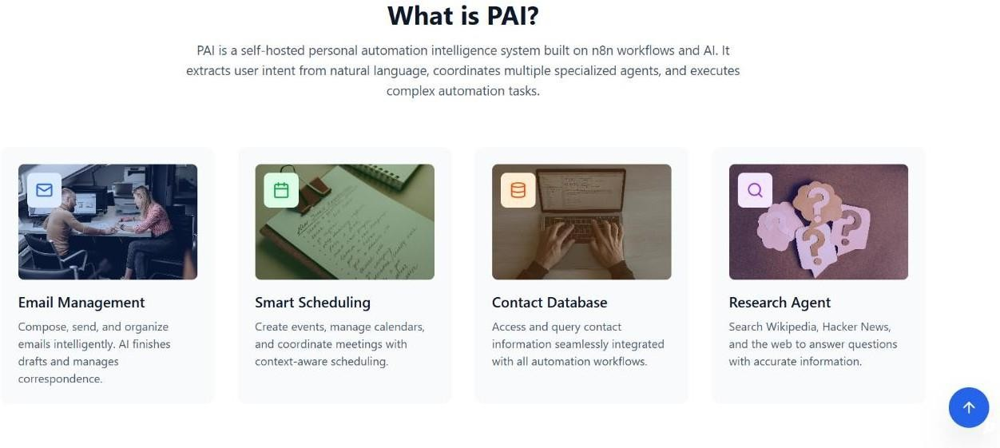 What is PAI?
PAI is a self-hosted personal automation intelligence system built on n8n workflows and AI. It
extracts user intent from natural language, coordinates multiple specialized agents, and executes
complex automation tasks.
Email Management
Compose, send, and organize
emails intelligently. AI finishes
drafts and manages
correspondence.
Smart Scheduling
Create events, manage calendars,
and coordinate meetings with
context-aware scheduling.
Contact Database
Access and query contact
information seamlessly integrated
with all automation workflows.
Research Agent
Search Wikipedia, Hacker News,
and the web to answer questions
with accurate information.